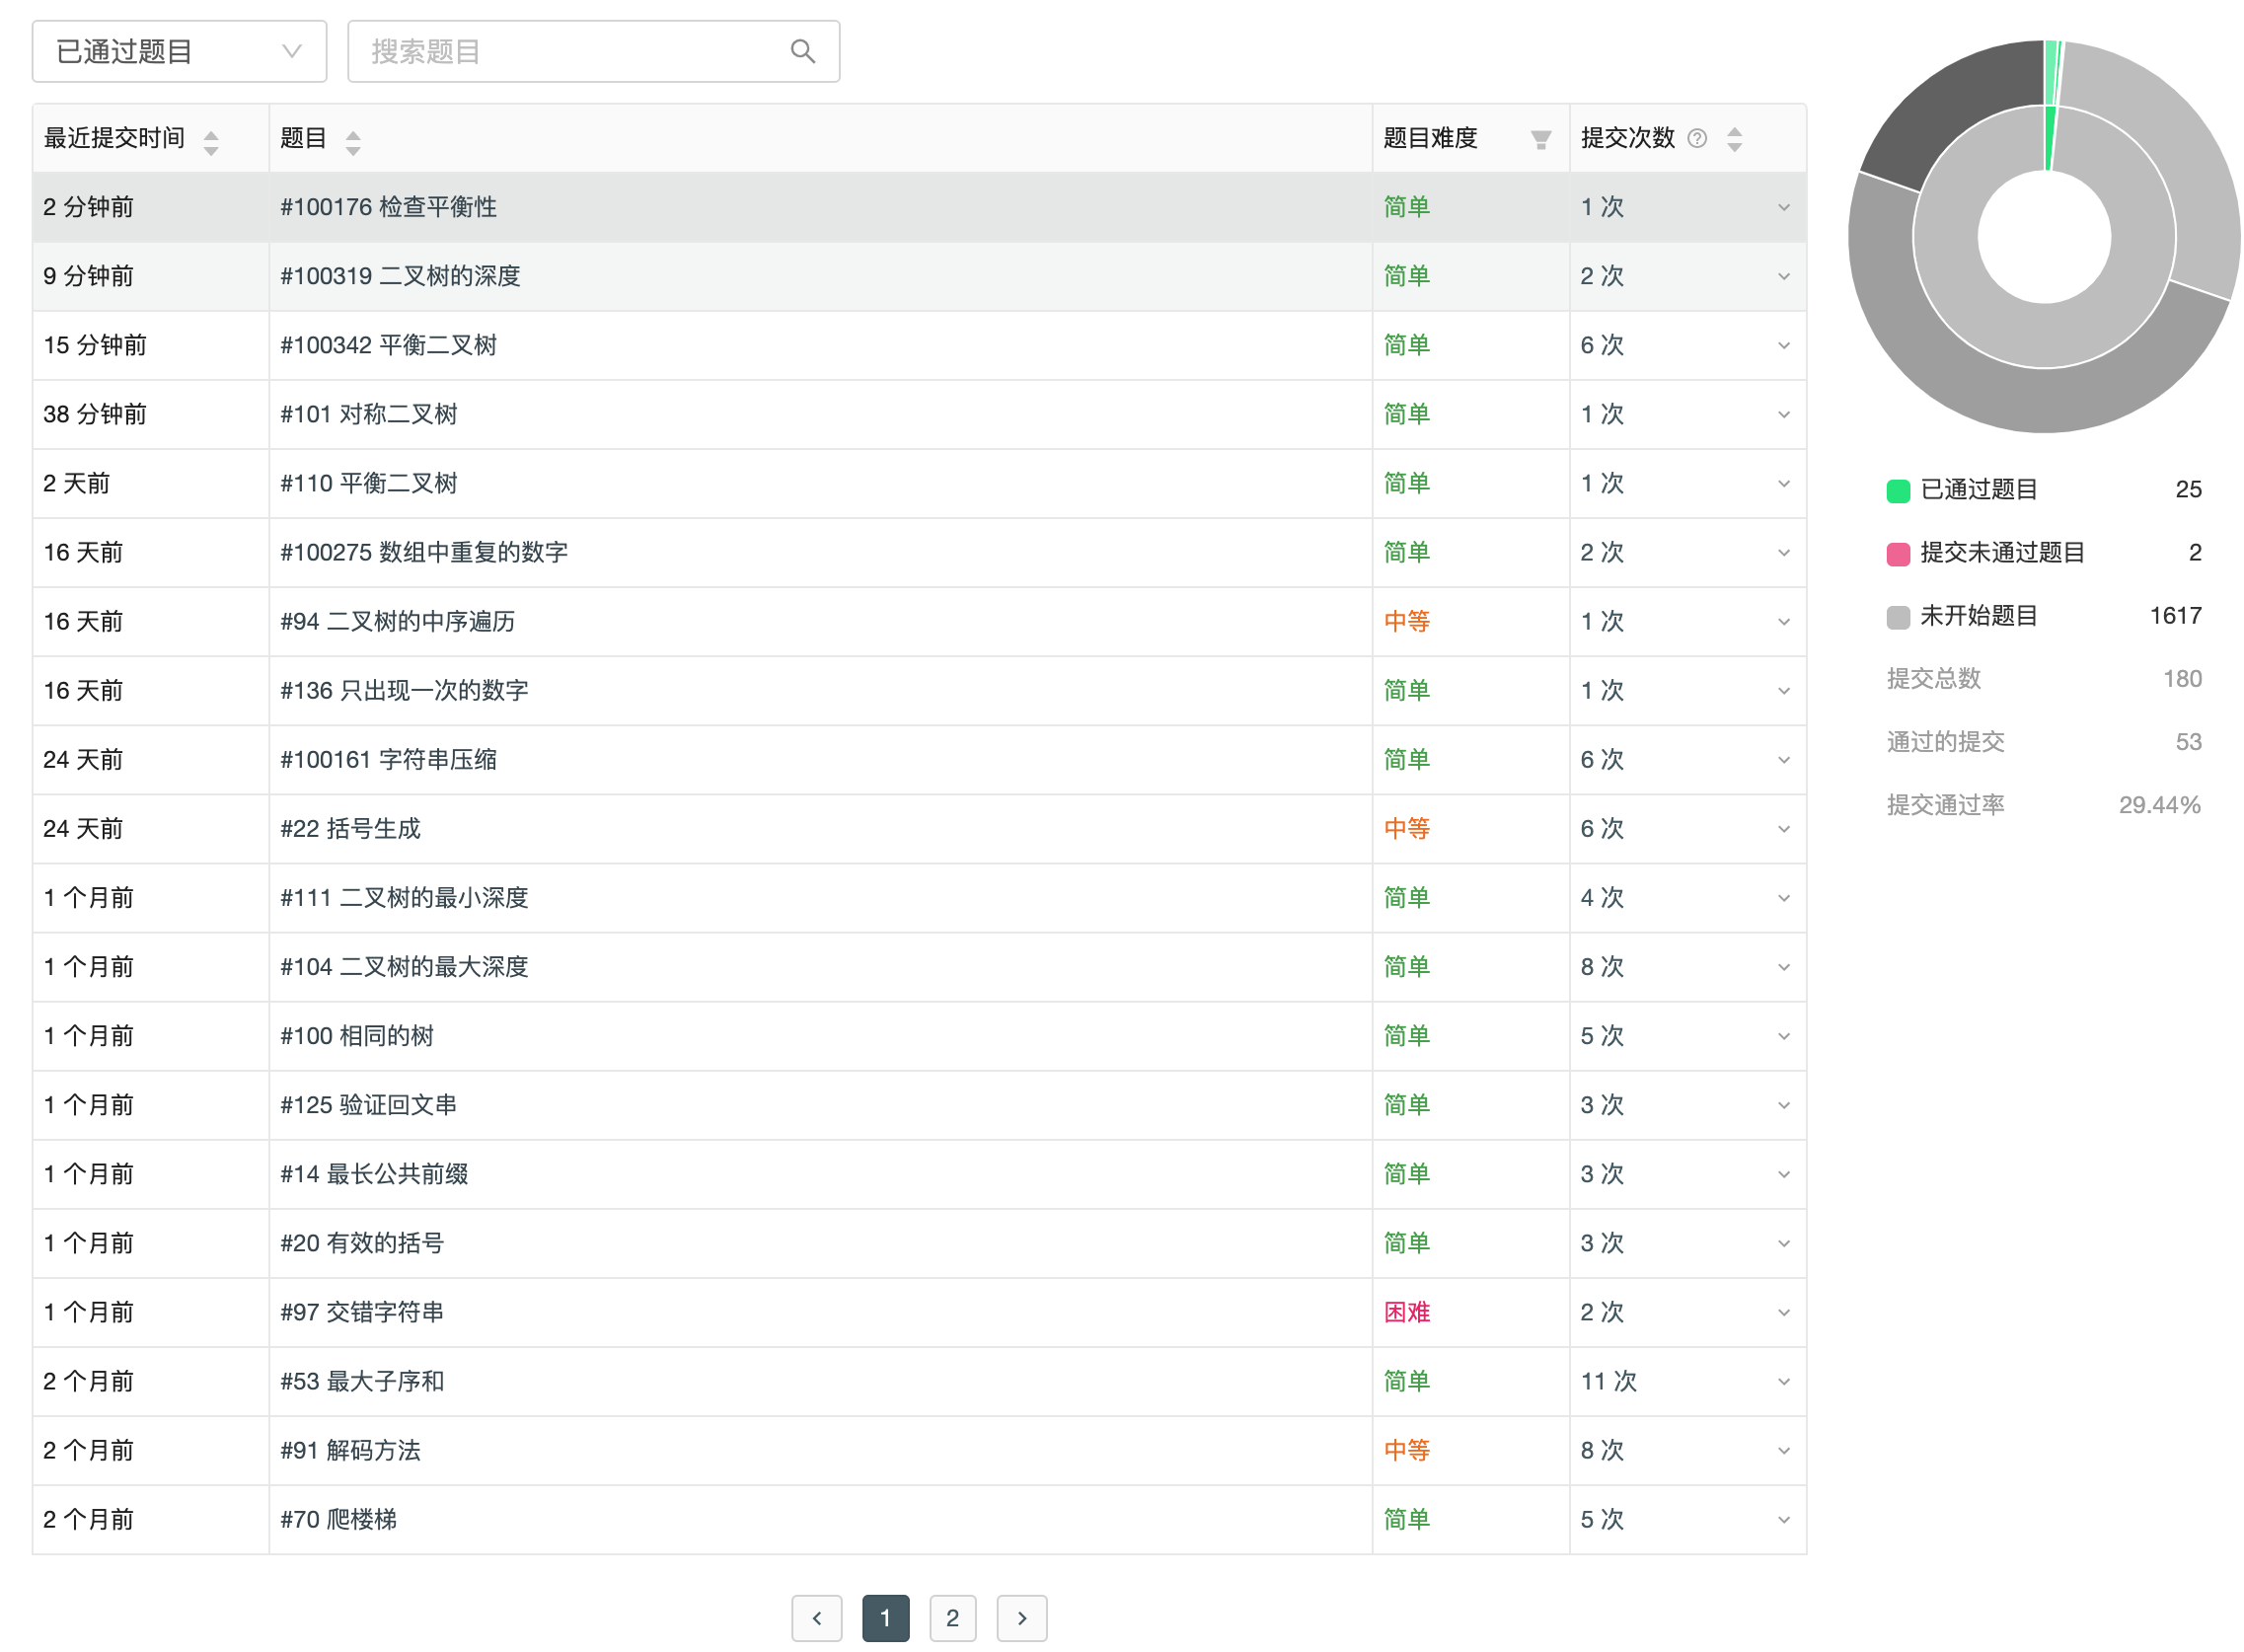 已通过题目 搜索题目
最近提交时间 题目 题目难度 提交次数 ?
2 分钟前 #100176 检查平衡性 简单 1 次
9 分钟前 #100319 二叉树的深度 简单 2 次
15 分钟前 #100342 平衡二叉树 简单 6 次
38 分钟前 #101 对称二叉树 简单 1 次
2 天前 #110 平衡二叉树 简单 1 次
16 天前 #100275 数组中重复的数字 简单 2 次
16 天前 #94 二叉树的中序遍历 中等 1 次
16 天前 #136 只出现一次的数字 简单 1 次
24 天前 #100161 字符串压缩 简单 6 次
24 天前 #22 括号生成 中等 6 次
1 个月前 #111 二叉树的最小深度 简单 4 次
1 个月前 #104 二叉树的最大深度 简单 8 次
1 个月前 #100 相同的树 简单 5 次
1 个月前 #125 验证回文串 简单 3 次
1 个月前 #14 最长公共前缀 简单 3 次
1 个月前 #20 有效的括号 简单 3 次
1 个月前 #97 交错字符串 困难 2 次
2 个月前 #53 最大子序和 简单 11 次
2 个月前 #91 解码方法 中等 8 次
2 个月前 #70 爬楼梯 简单 5 次
1 2
已通过题目 25
提交未通过题目 2
未开始题目 1617
提交总数 180
通过的提交 53
提交通过率 29.44%